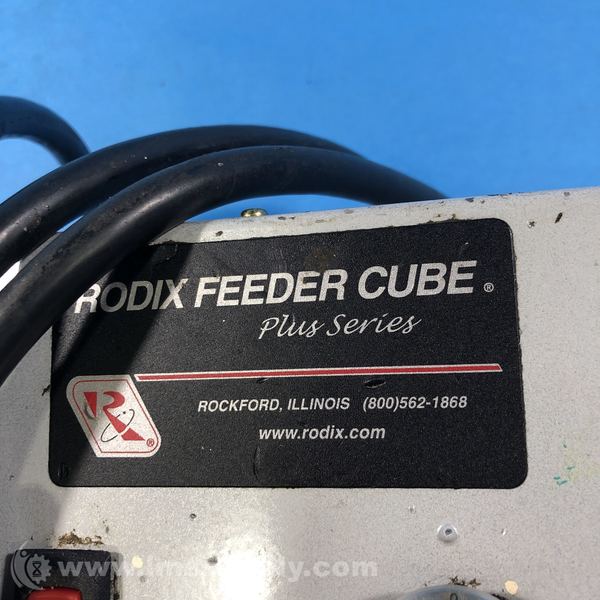 RODIX FEEDER CUBE ®
Plus Series
R ®
ROCKFORD, ILLINOIS (800)562-1868
www.rodix.com